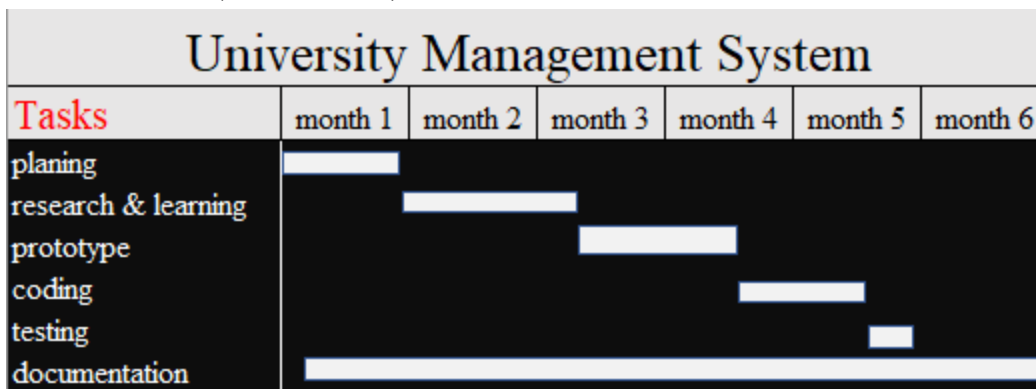 University Management System
Tasks month 1 month 2 month 3 month 4 month 5 month 6
planing
research & learning
prototype
coding
testing
documentation